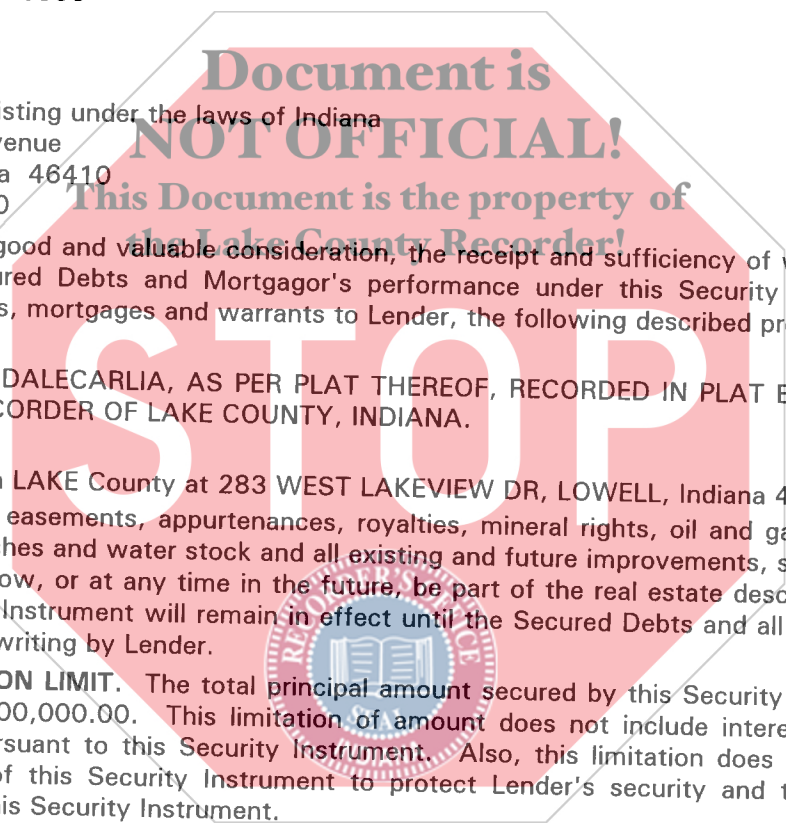 Document is
isting under the laws of Indiana
venue
NOT OFFICIAL!
a 46410
This Document is the property of
0
the Lake County Recorder!
good and valuable consideration, the receipt and sufficiency of
ured Debts and Mortgagor's performance under this Security
s, mortgages and warrants to Lender, the following described pr
STOP
DALECARLIA, AS PER PLAT THEREOF, RECORDED IN PLAT
CORDER OF LAKE COUNTY, INDIANA.
LAKE County at 283 WEST LAKEVIEW DR, LOWELL, Indiana 4
easements, appurtenances, royalties, mineral rights, oil and ga
ches and water stock and all existing and future improvements, s
ow, or at any time in the future, be part of the real estate desc
Instrument will remain in effect until the Secured Debts and all
writing by Lender.
SEAL
ON LIMIT. The total principal amount secured by this Security
00,000.00. This limitation of amount does not include intere
rsuant to this Security Instrument. Also, this limitation does
of this Security Instrument to protect Lender's security and t
his Security Instrument.